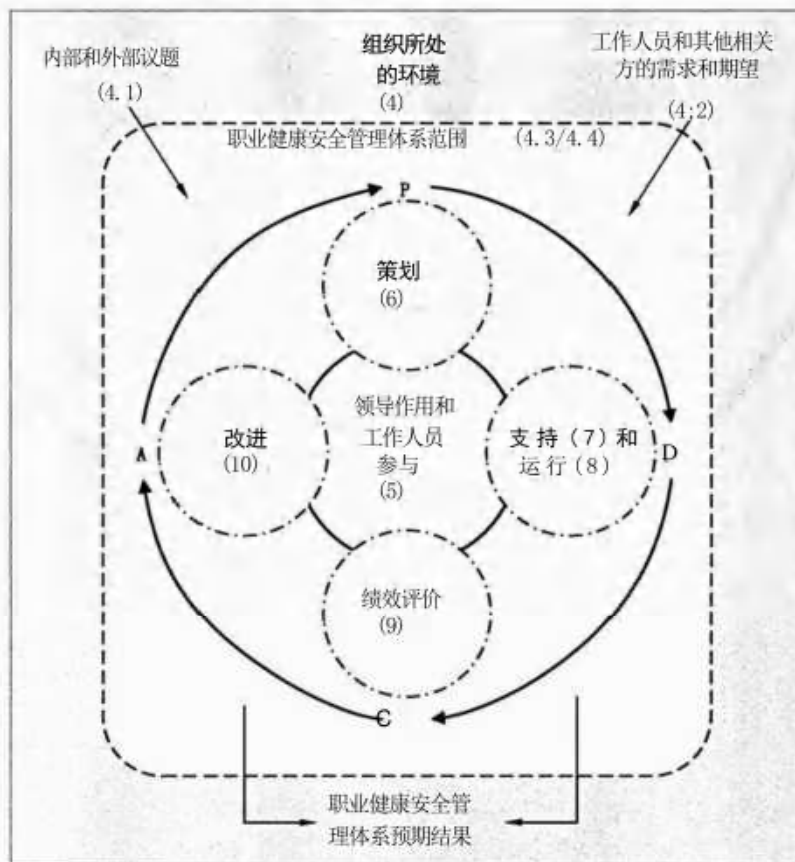 组织所处
的环境
(4)
内部和外部议题
(4.1)
工作人员和其他相关
方的需求和期望
(4:2)
职业健康安全管理体系范围 (4.3/4.4)
P
策划
(6)
A
改进
(10)
领导作用和
工作人员
参与
(5)
支持(7)和
运行(8)
D
绩效评价
(9)
C
职业健康安全管
理体系预期结果